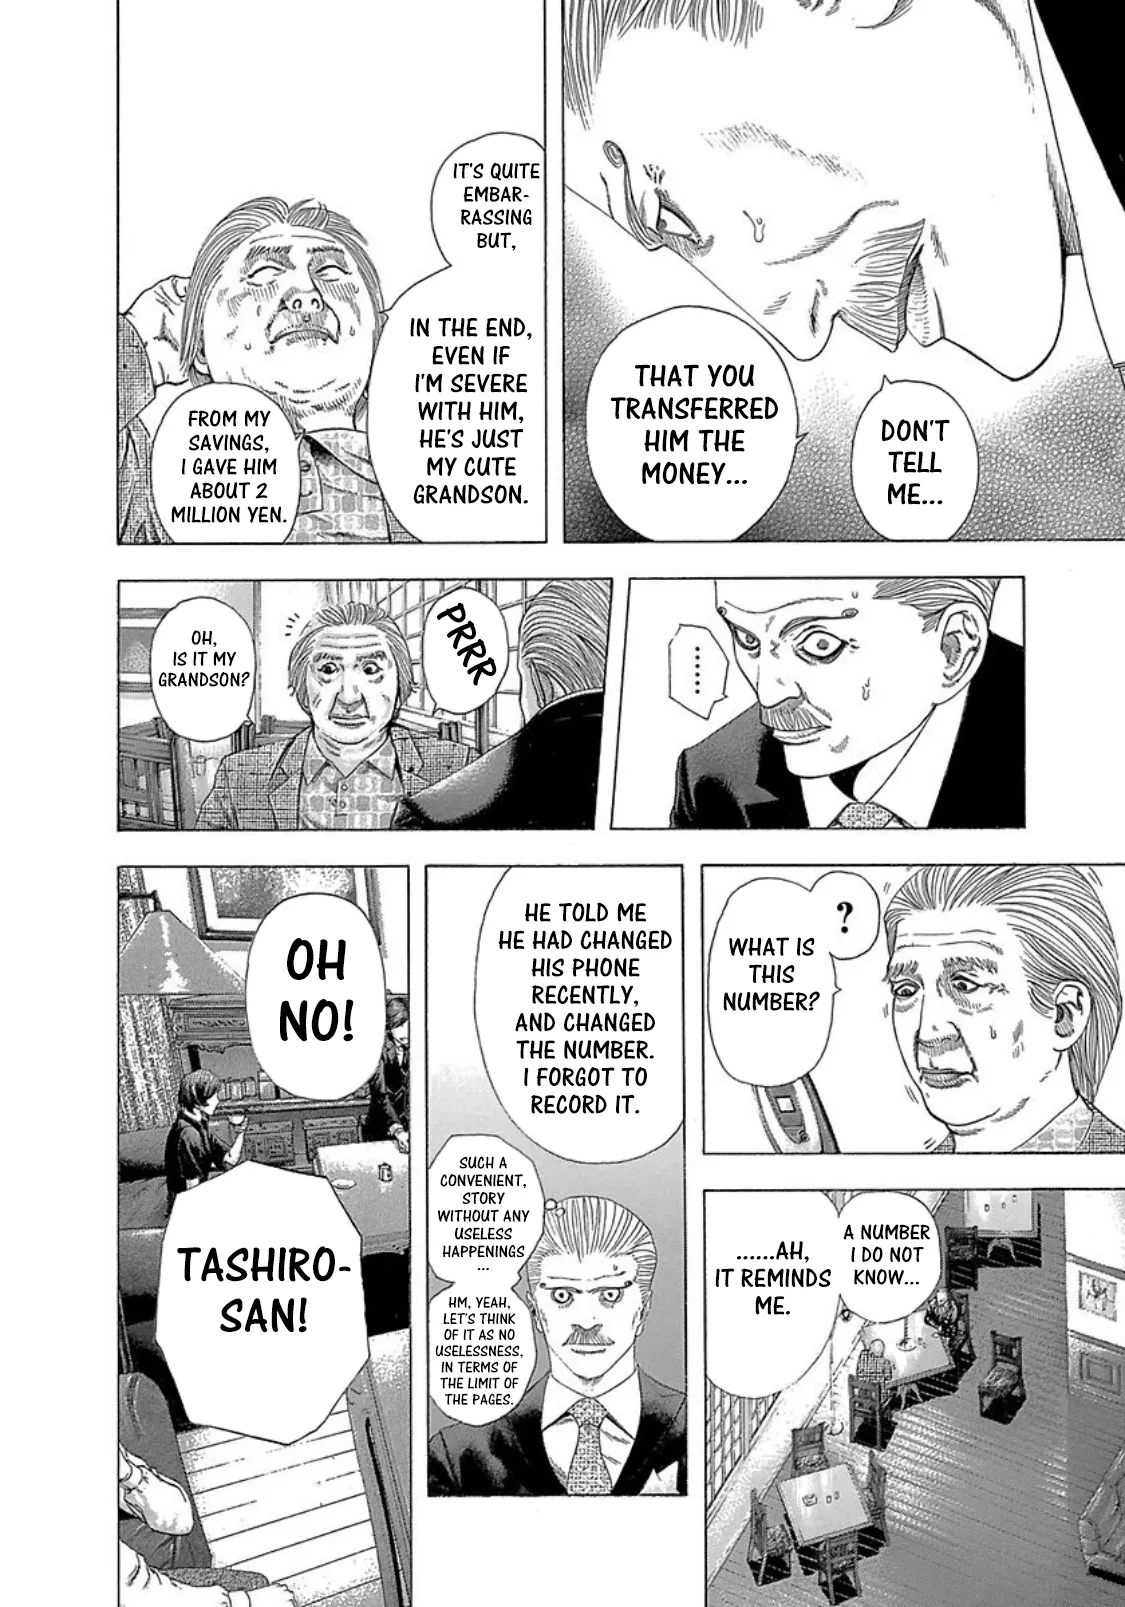 DON'T
TELL
ME...
THAT YOU
TRANSFERRED
HIM THE
MONEY...
IT'S QUITE
EMBAR-
RASSING
BUT,
IN THE END,
EVEN IF
I'M SEVERE
WITH HIM,
HE'S JUST
MY CUTE
GRANDSON.
FROM MY
SAVINGS,
I GAVE HIM
ABOUT 2
MILLION YEN.
......
PRRR
OH,
IS IT MY
GRANDSON?
?
WHAT IS
THIS
NUMBER?
A NUMBER
I DO NOT
KNOW...
......AH,
IT REMINDS
ME.
HE TOLD ME
HE HAD CHANGED
HIS PHONE
RECENTLY,
AND CHANGED
THE NUMBER.
I FORGOT TO
RECORD IT.
SUCH A
CONVENIENT,
STORY
WITHOUT ANY
USELESS
HAPPENINGS
...
HM, YEAH,
LET'S THINK
OF IT AS NO
USELESSNESS,
IN TERMS OF
THE LIMIT OF
THE PAGES.
OH
NO!
TASHIRO-
SAN!